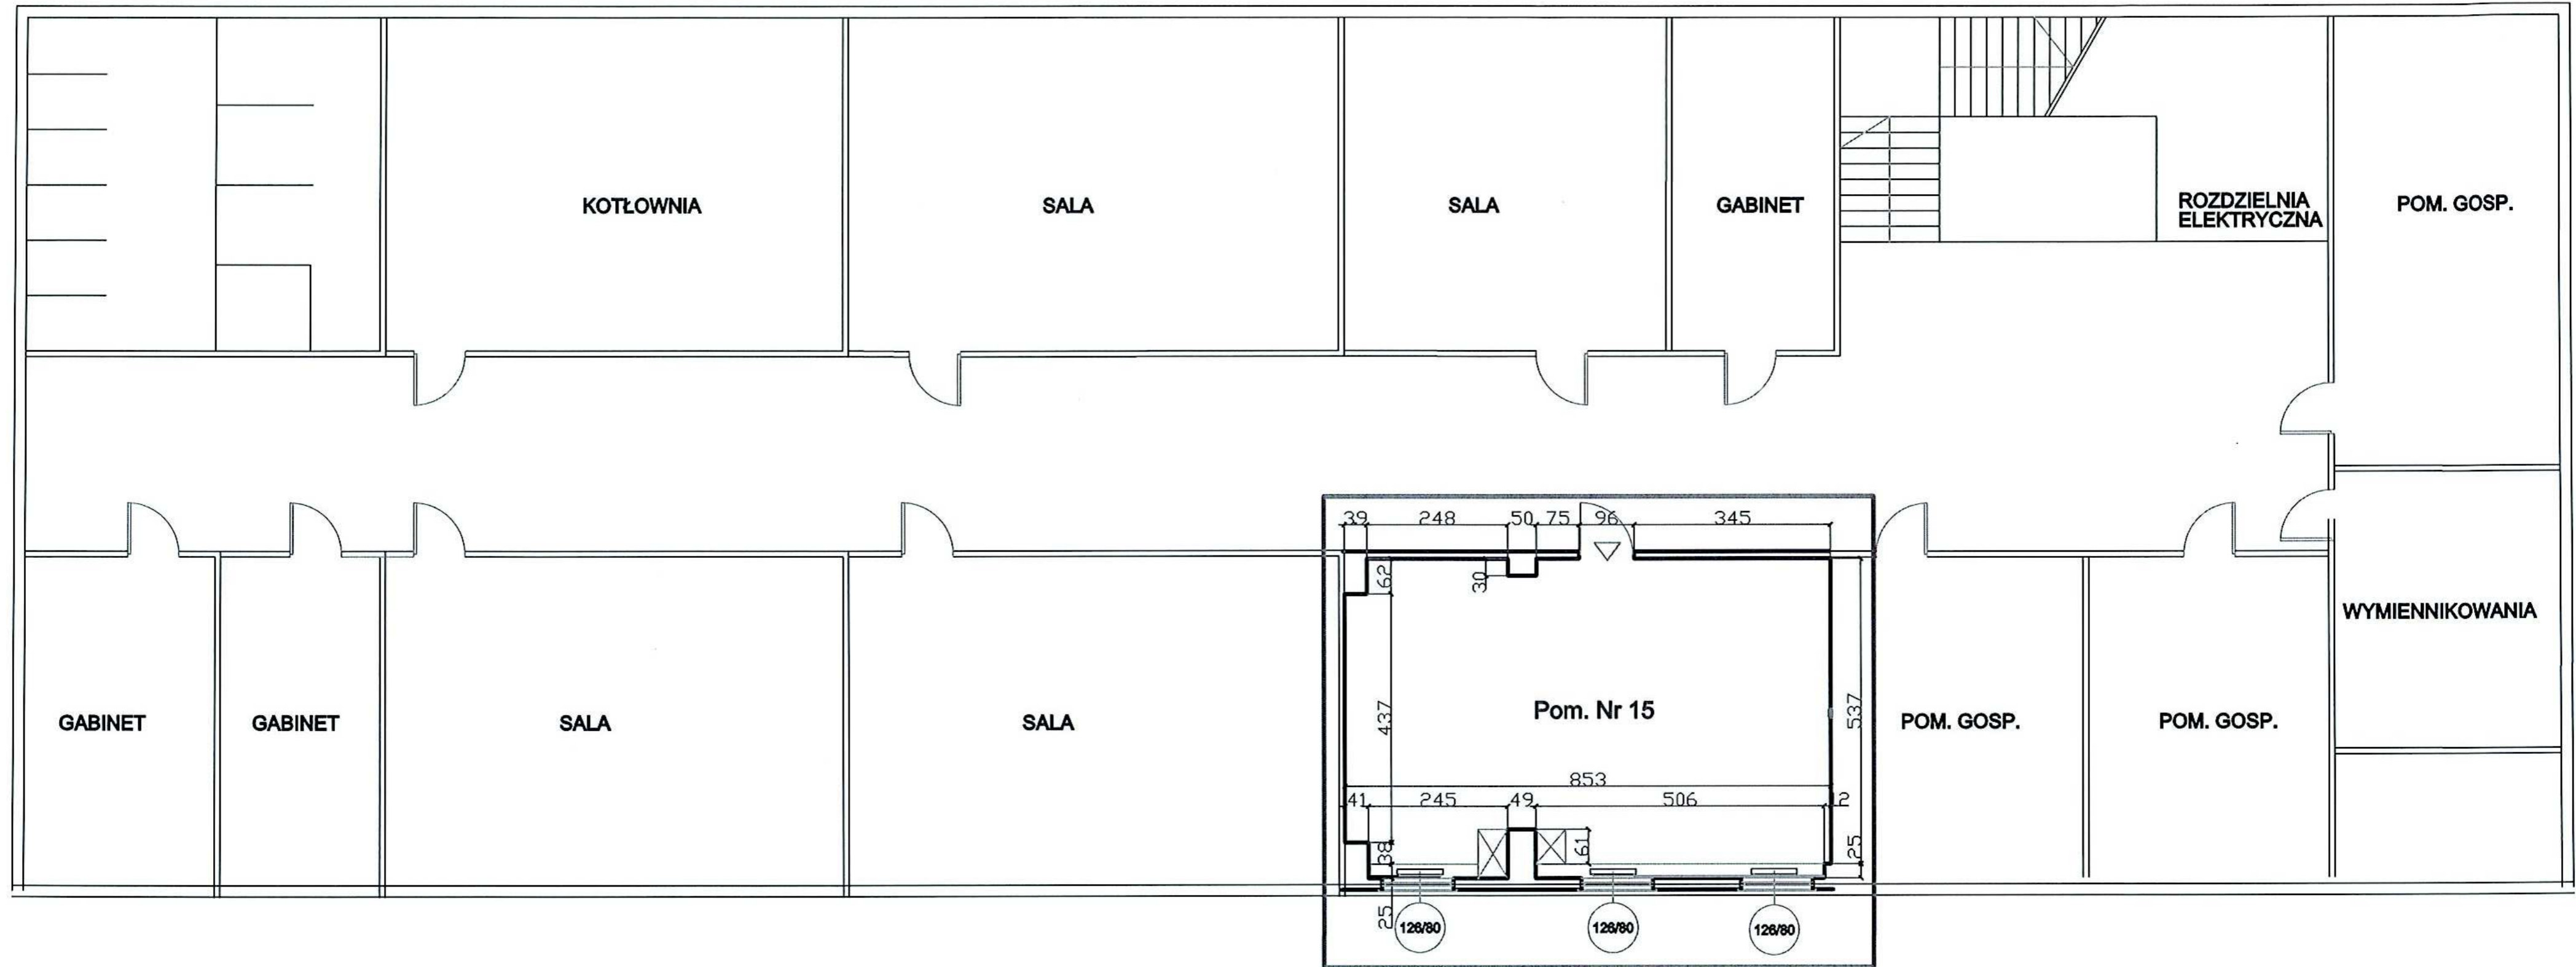 KOTŁOWNIA
SALA
SALA
GABINET
ROZDZIELNIA
ELEKTRYCZNA
POM. GOSP.
39 248 50 75 96 345
62
30
WYMIENNIKOWANIA
GABINET
GABINET
SALA
SALA
437
Pom. Nr 15
537
POM. GOSP.
POM. GOSP.
853
41 245 49 506 12
38
61
25
25
126/80
126/80
126/80